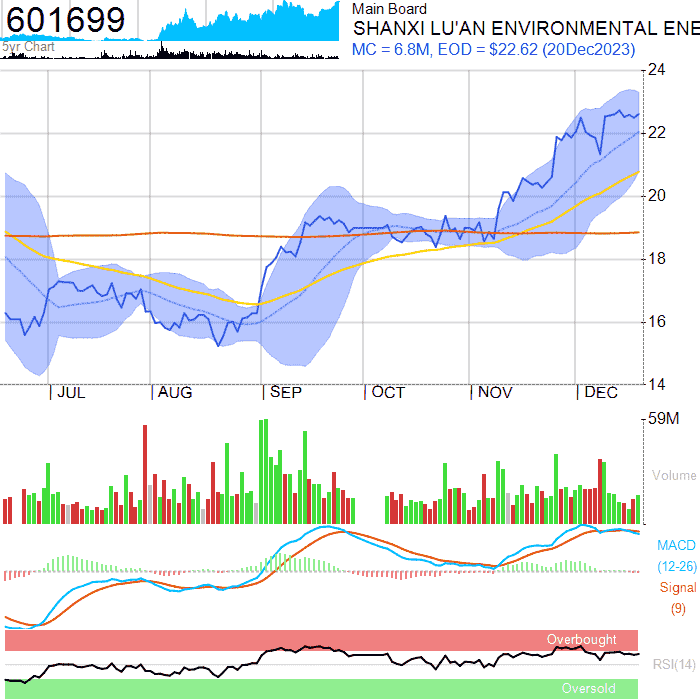 601699
5yr Chart
Main Board
SHANXI LU'AN ENVIRONMENTAL ENE
MC = 6.8M, EOD = $22.62 (20Dec2023)
24
22
20
18
16
14
JUL AUG SEP OCT NOV DEC
59M
Volume
MACD
(12-26)
Signal
(9)
Overbought
RSI(14)
Oversold